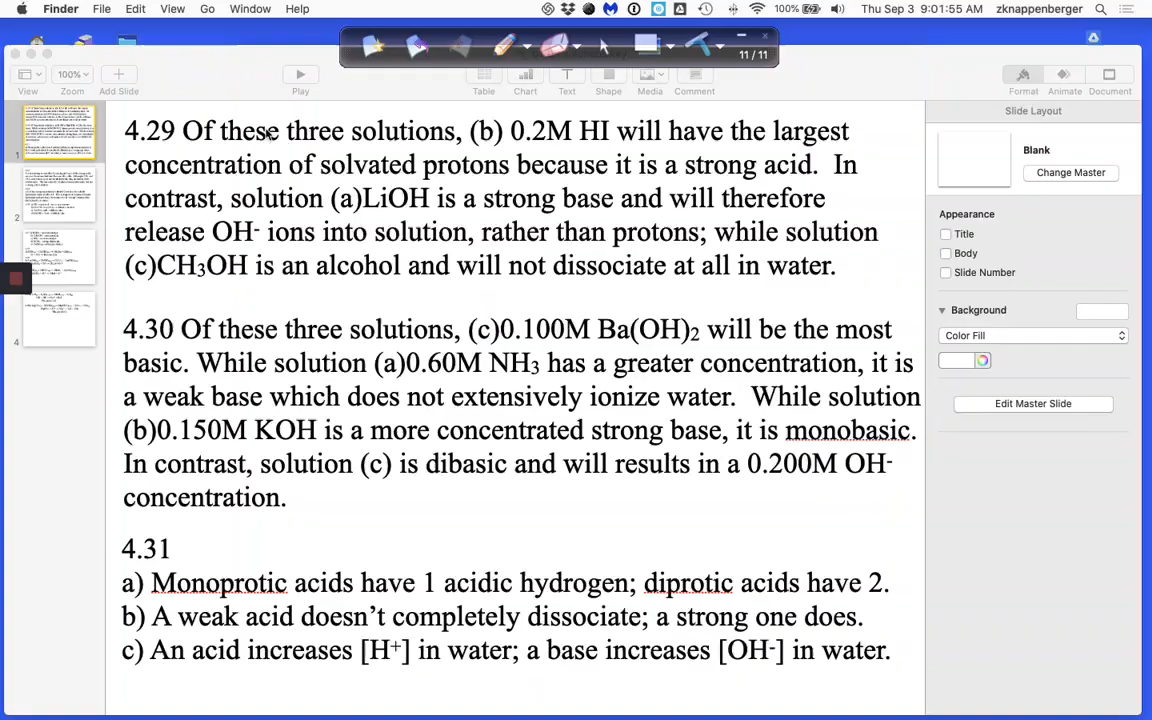 Finder File Edit View Go Window Help 100% Thu Sep 3 9:01:55 AM zknappenberger
11/11
100%
View Zoom Add Slide Play Table Chart Text Shape Media Comment Format Animate Document
Slide Layout
Blank
Change Master
Appearance
Title
Body
Slide Number
Background
Color Fill
Edit Master Slide
1
2
3
4
4.29 Of these three solutions, (b) 0.2M HI will have the largest
concentration of solvated protons because it is a strong acid. In
contrast, solution (a)LiOH is a strong base and will therefore
release OH- ions into solution, rather than protons; while solution
(c)CH3OH is an alcohol and will not dissociate at all in water.
4.30 Of these three solutions, (c)0.100M Ba(OH)2 will be the most
basic. While solution (a)0.60M NH3 has a greater concentration, it is
a weak base which does not extensively ionize water. While solution
(b)0.150M KOH is a more concentrated strong base, it is monobasic.
In contrast, solution (c) is dibasic and will results in a 0.200M OH-
concentration.
4.31
a) Monoprotic acids have 1 acidic hydrogen; diprotic acids have 2.
b) A weak acid doesn't completely dissociate; a strong one does.
c) An acid increases [H+] in water; a base increases [OH-] in water.